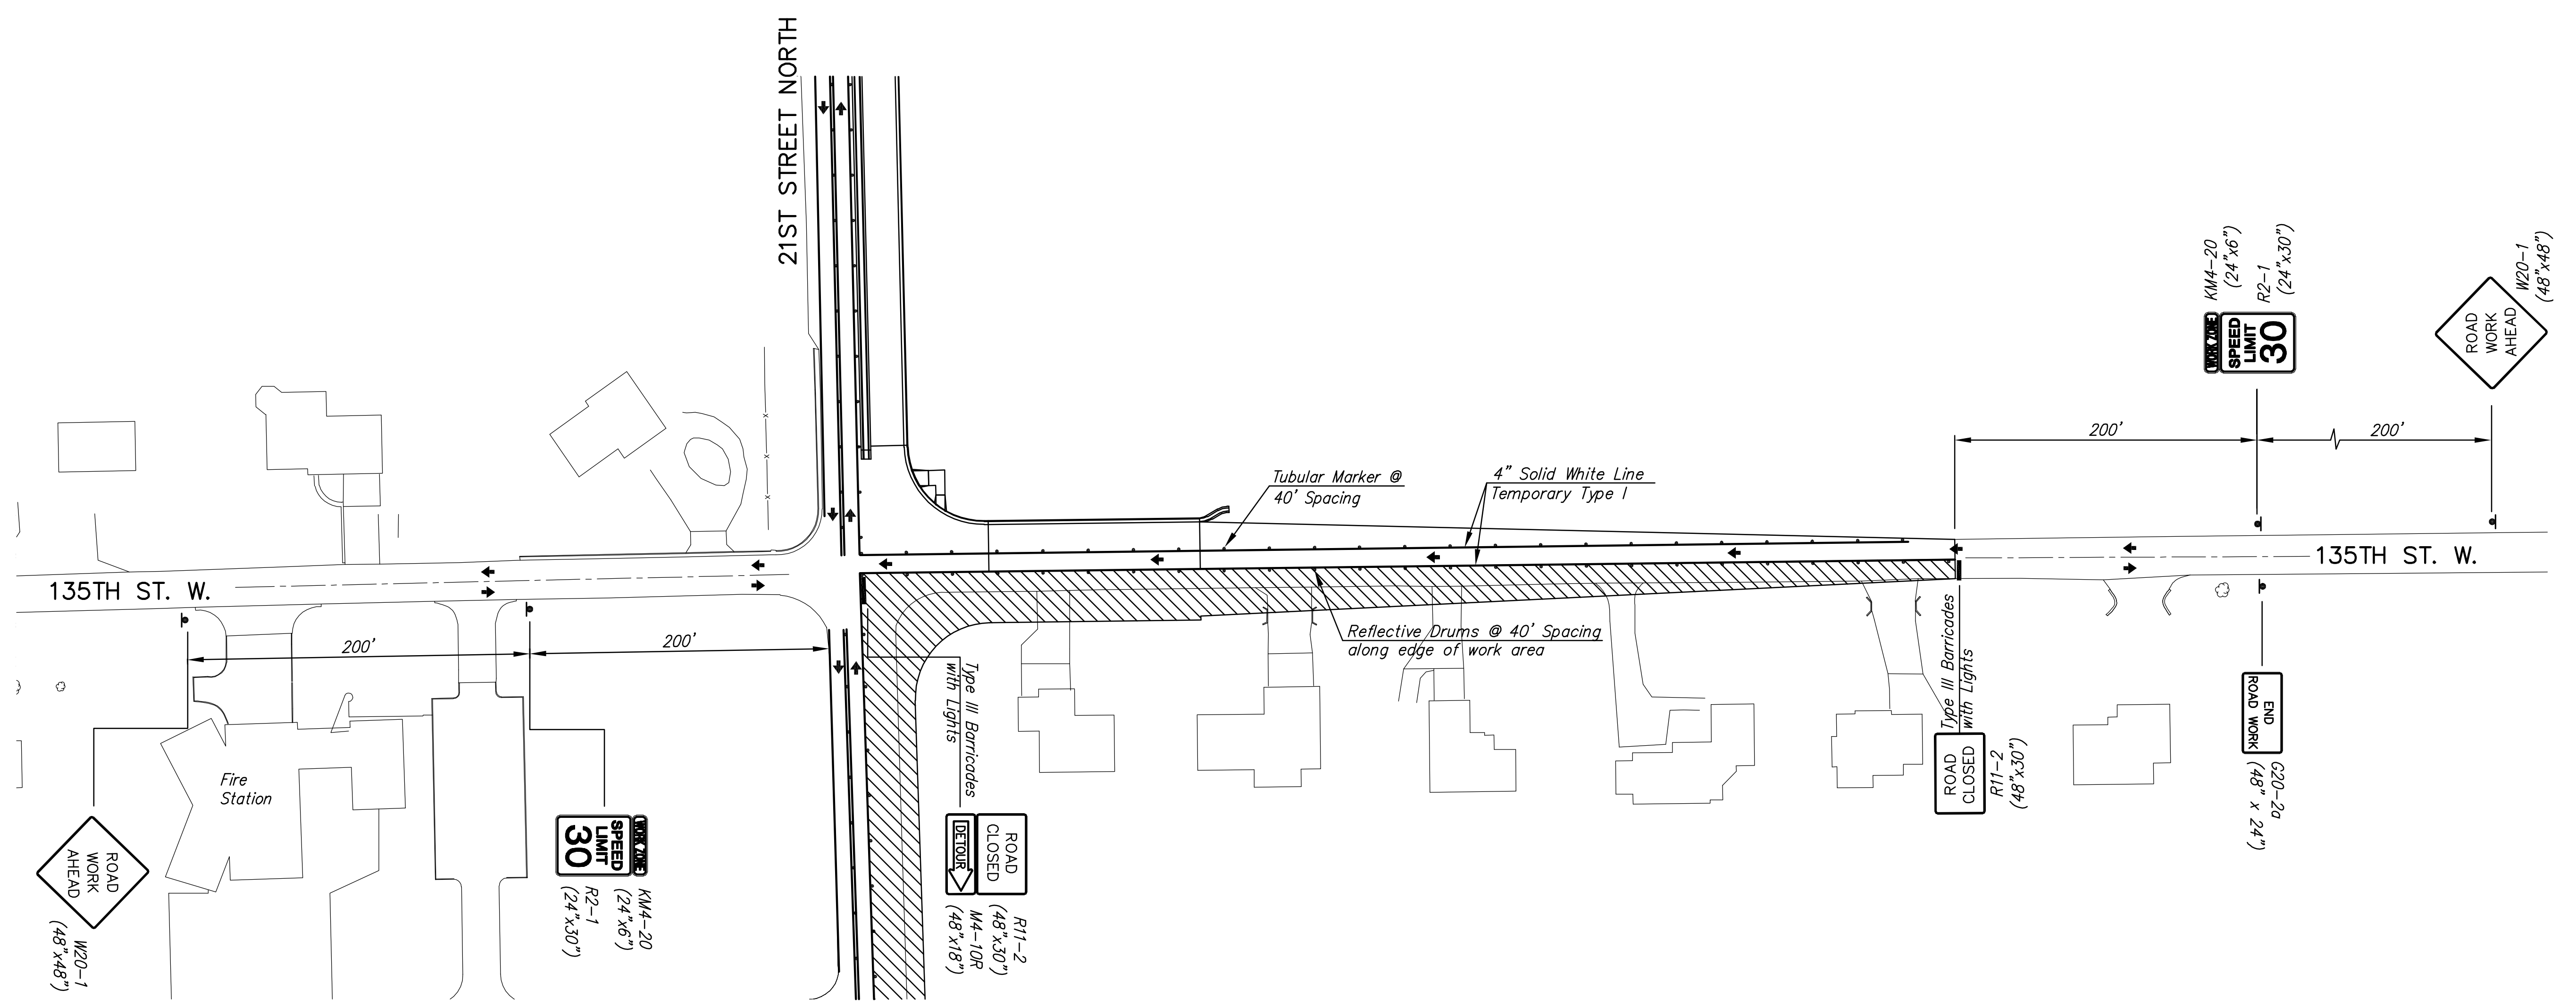 21ST STREET NORTH
KM4-20
(24"x6")
R2-1
(24"x30")
W20-1
(48"x48")
WORK ZONE
SPEED
LIMIT
30
ROAD
WORK
AHEAD
200'
200'
Tubular Marker @
40' Spacing
4" Solid White Line
Temporary Type I
135TH ST. W.
135TH ST. W.
200'
200'
Reflective Drums @ 40' Spacing
along edge of work area
Type III Barricades
with Lights
Type III Barricades
with Lights
Fire
Station
ROAD
CLOSED
R11-2
(48"x30")
END
ROAD WORK
G20-2a
(48" x 24")
ROAD
WORK
AHEAD
W20-1
(48"x48")
WORK ZONE
SPEED
LIMIT
30
KM4-20
(24"x6")
R2-1
(24"x30")
ROAD
CLOSED
DETOUR
R11-2
(48"x30")
M4-10R
(48"x18")